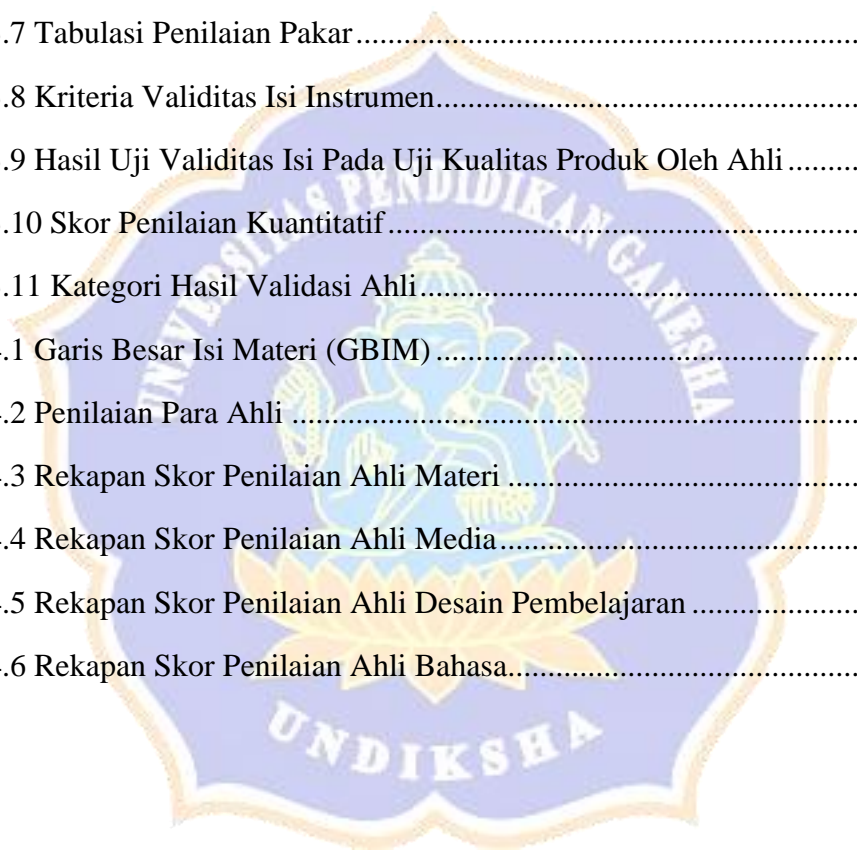 .7 Tabulasi Penilaian Pakar................................................................
.8 Kriteria Validitas Isi Instrumen.....................................................
.9 Hasil Uji Validitas Isi Pada Uji Kualitas Produk Oleh Ahli.........
.10 Skor Penilaian Kuantitatif............................................................
.11 Kategori Hasil Validasi Ahli.......................................................
.1 Garis Besar Isi Materi (GBIM).....................................................
.2 Penilaian Para Ahli ........................................................................
.3 Rekapan Skor Penilaian Ahli Materi ............................................
.4 Rekapan Skor Penilaian Ahli Media.............................................
.5 Rekapan Skor Penilaian Ahli Desain Pembelajaran .....................
.6 Rekapan Skor Penilaian Ahli Bahasa............................................
UNIVERSITAS PENDIDIKAN GANESHA
UNDIKSHA